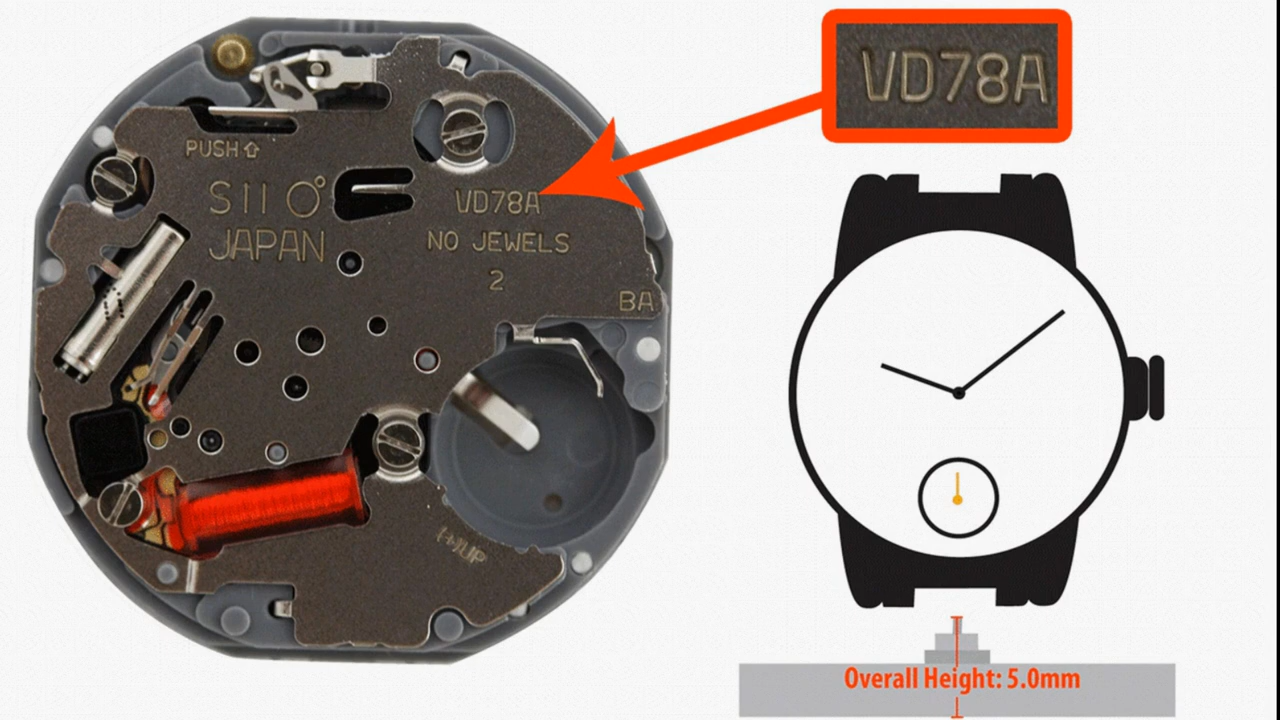 VD78A
PUSH⇧
SII
JAPAN
VD78A
NO JEWELS
2
BA
(+)UP
Overall Height: 5.0mm